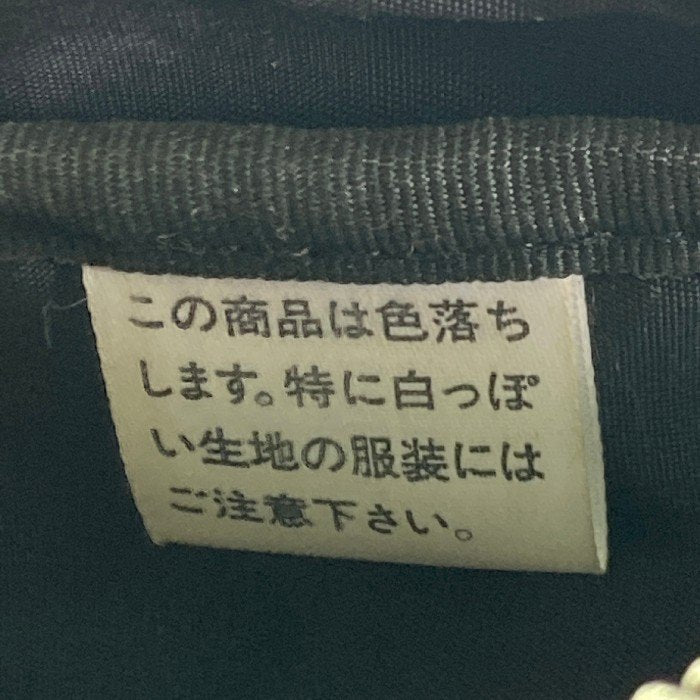 この商品は色落ち
します。特に白っぽ
い生地の服装には
ご注意下さい。